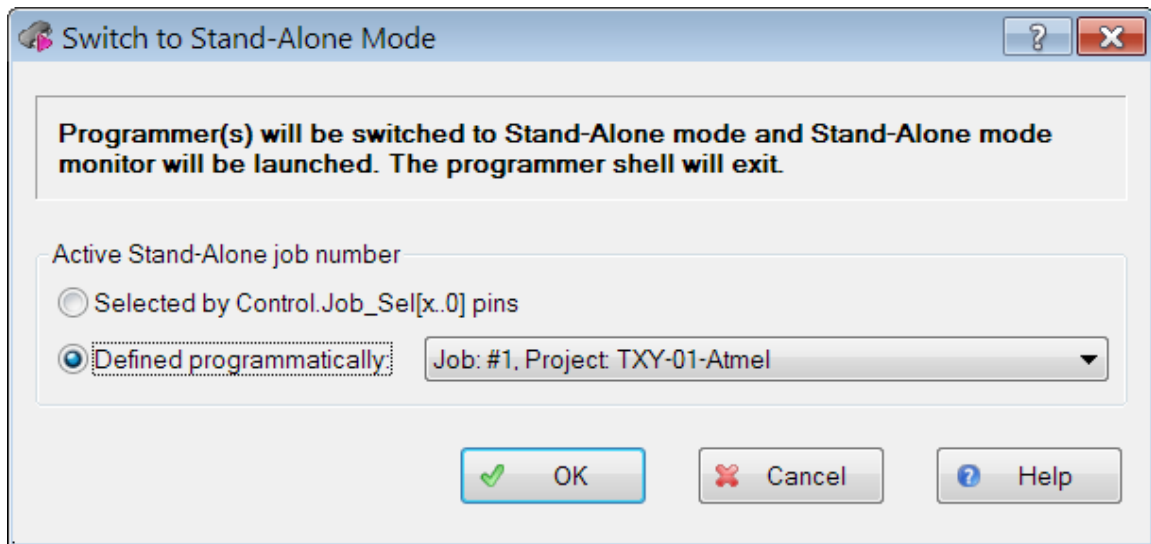 Switch to Stand-Alone Mode
Programmer(s) will be switched to Stand-Alone mode and Stand-Alone mode
monitor will be launched. The programmer shell will exit.
Active Stand-Alone job number
Selected by Control.Job_Sel[x..0] pins
Defined programmatically: Job: #1, Project: TXY-01-Atmel
OK Cancel Help